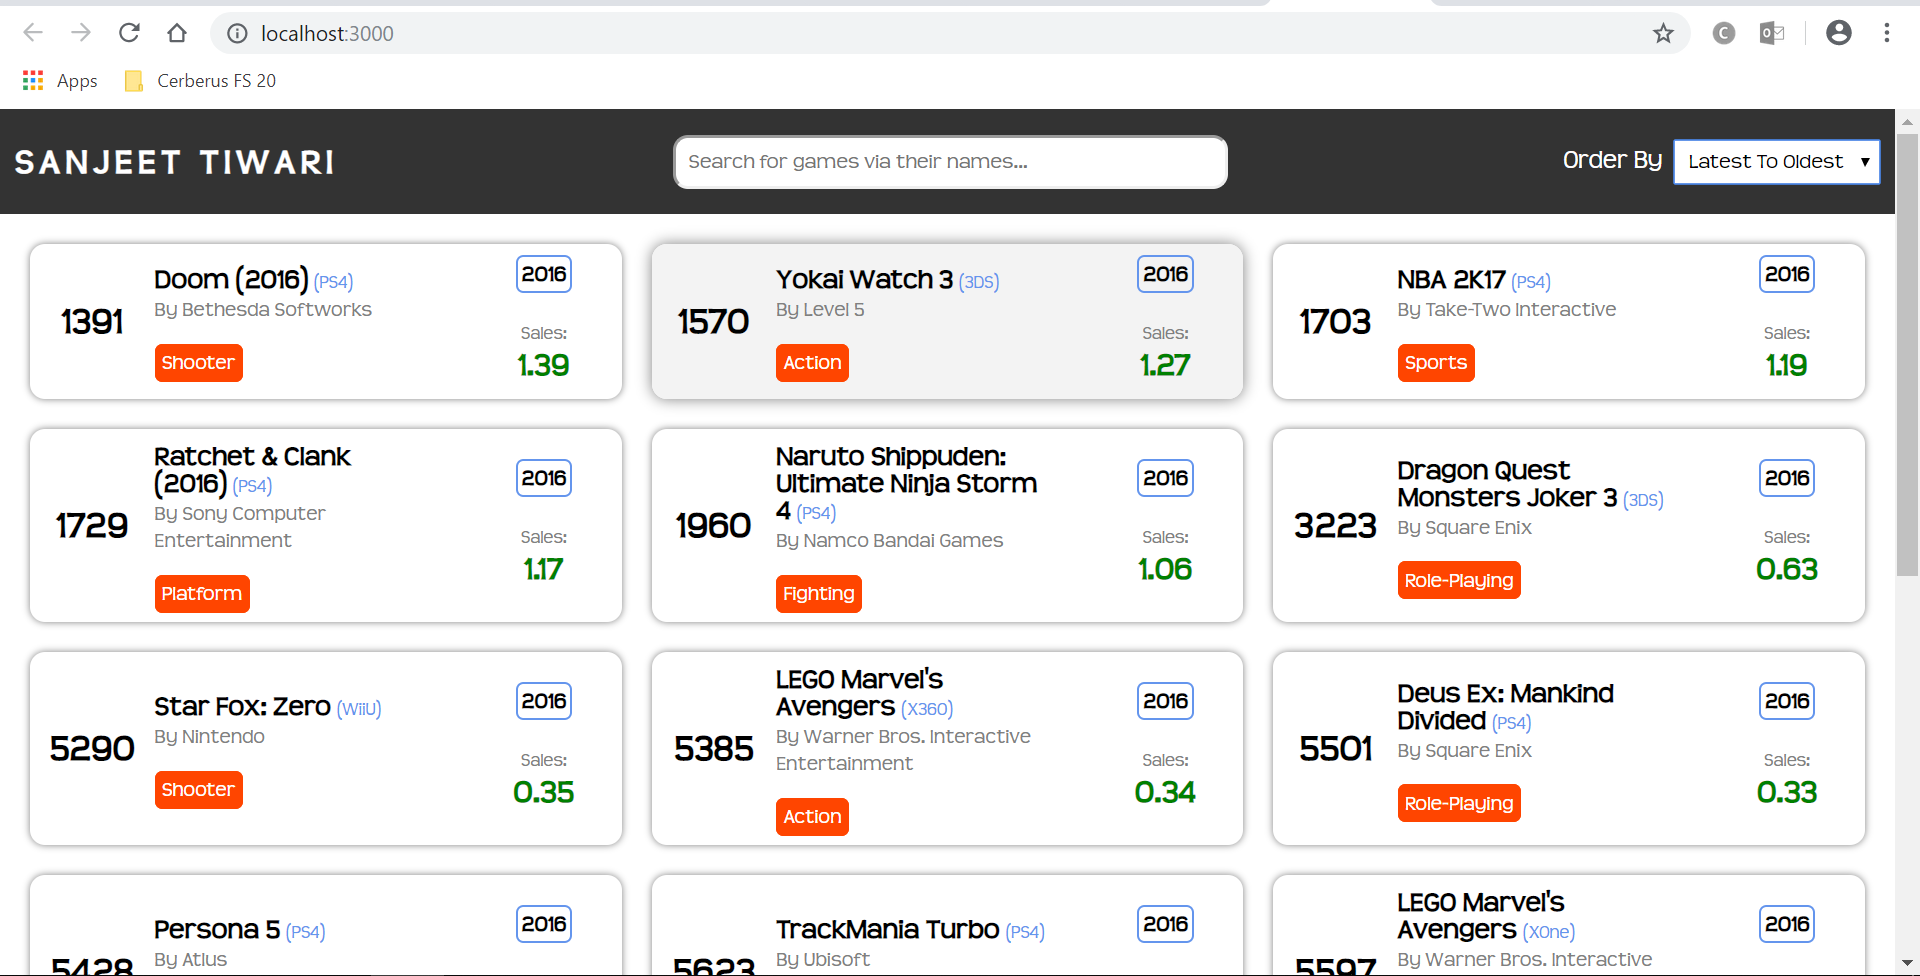 localhost:3000
Apps
Cerberus FS 20
SANJEET TIWARI
Search for games via their names...
Order By
Latest To Oldest
1391
Doom (2016) (PS4)
By Bethesda Softworks
Shooter
2016
Sales:
1.39
1570
Yokai Watch 3 (3DS)
By Level 5
Action
2016
Sales:
1.27
1703
NBA 2K17 (PS4)
By Take-Two Interactive
Sports
2016
Sales:
1.19
1729
Ratchet & Clank
(2016) (PS4)
By Sony Computer
Entertainment
Platform
2016
Sales:
1.17
1960
Naruto Shippuden:
Ultimate Ninja Storm
4 (PS4)
By Namco Bandai Games
Fighting
2016
Sales:
1.06
3223
Dragon Quest
Monsters Joker 3 (3DS)
By Square Enix
Role-Playing
2016
Sales:
0.63
5290
Star Fox: Zero (WiiU)
By Nintendo
Shooter
2016
Sales:
0.35
5385
LEGO Marvel's
Avengers (X360)
By Warner Bros. Interactive
Entertainment
Action
2016
Sales:
0.34
5501
Deus Ex: Mankind
Divided (PS4)
By Square Enix
Role-Playing
2016
Sales:
0.33
5428
Persona 5 (PS4)
By Atlus
2016
5623
TrackMania Turbo (PS4)
By Ubisoft
2016
5597
LEGO Marvel's
Avengers (XOne)
By Warner Bros. Interactive
2016